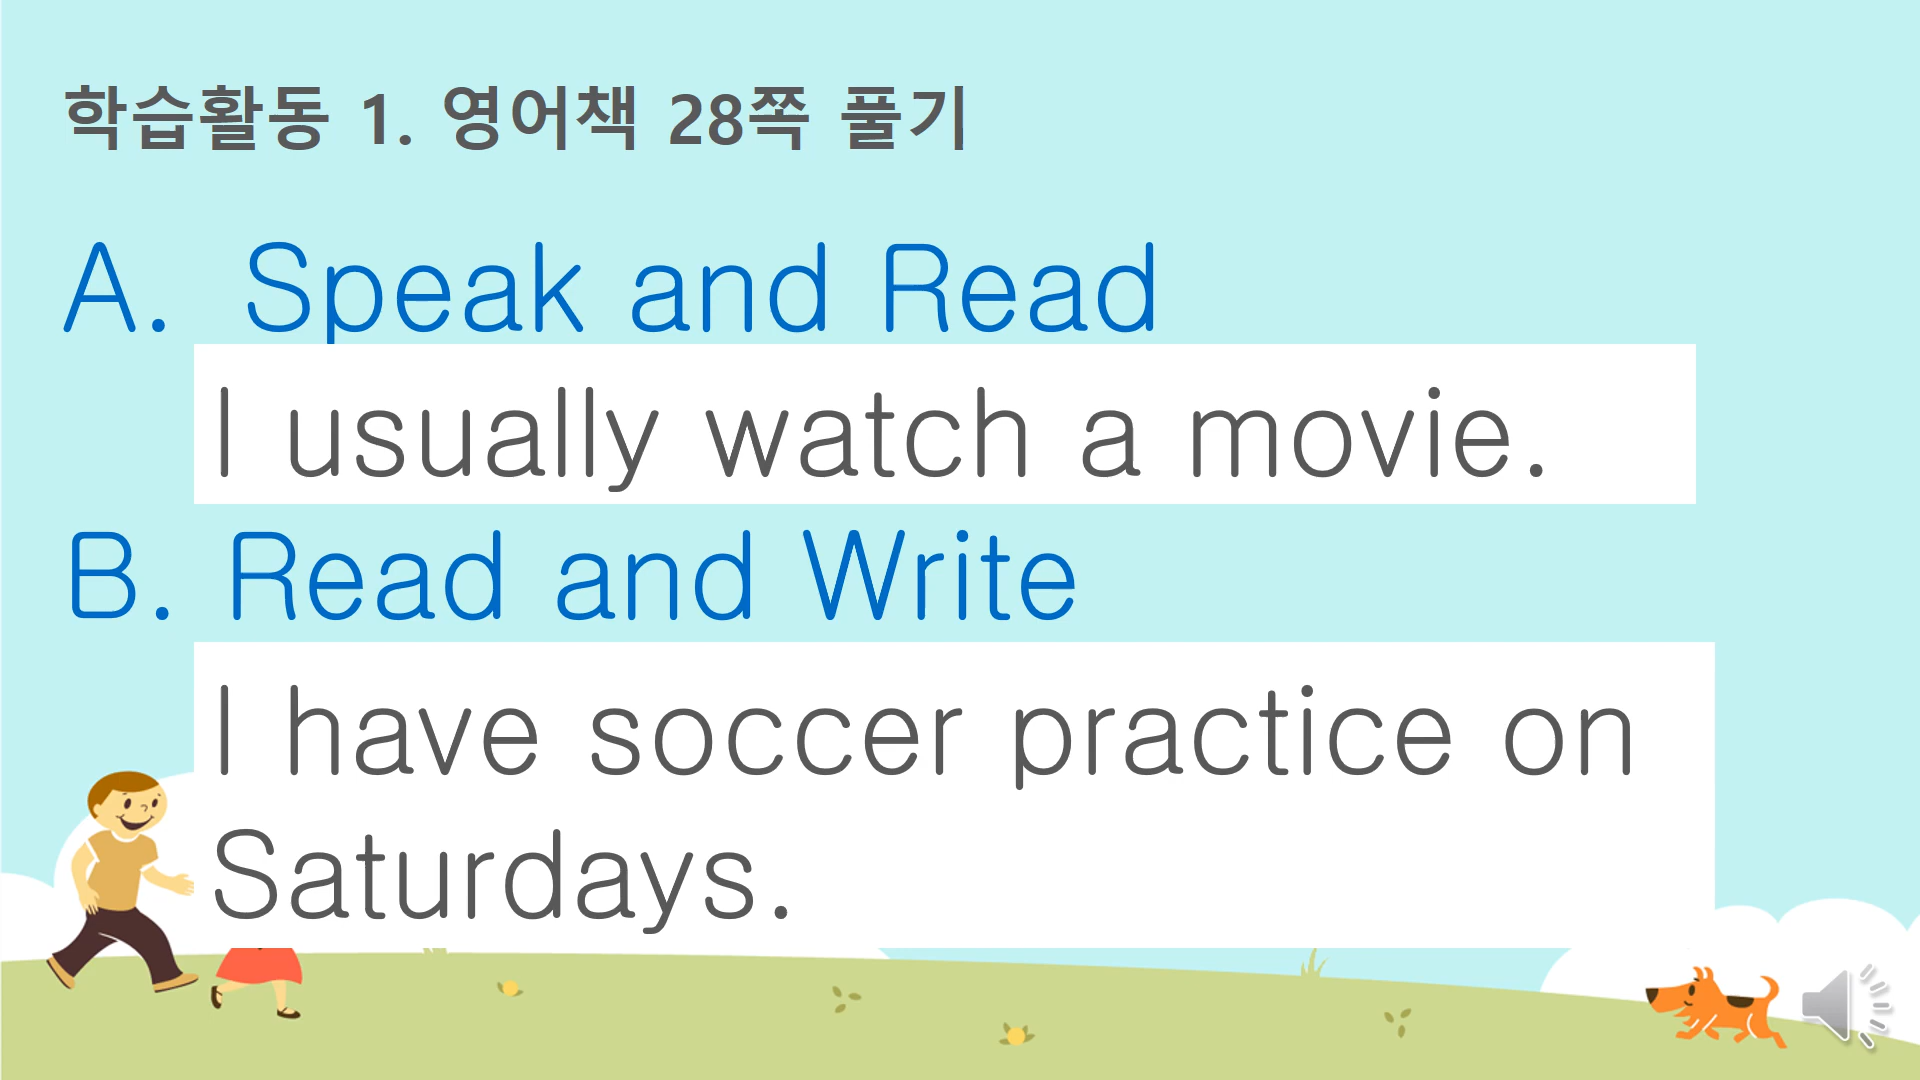 학습활동 1. 영어책 28쪽 풀기
A. Speak and Read
I usually watch a movie.
B. Read and Write
I have soccer practice on
Saturdays.